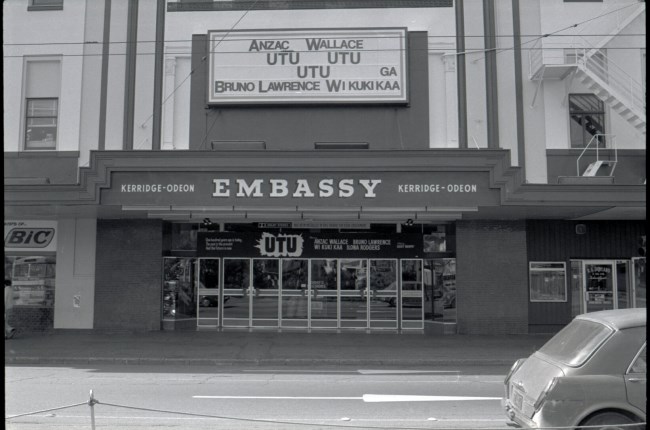 ANZAC WALLACE
UTU UTU
UTU GA
BRUNO LAWRENCE WI KUKI KAA
KERRIDGE-ODEON EMBASSY KERRIDGE-ODEON
BIC
UTU
ANZAC WALLACE BRUNO LAWRENCE
WI KUKI KAA ILONA RODGERS